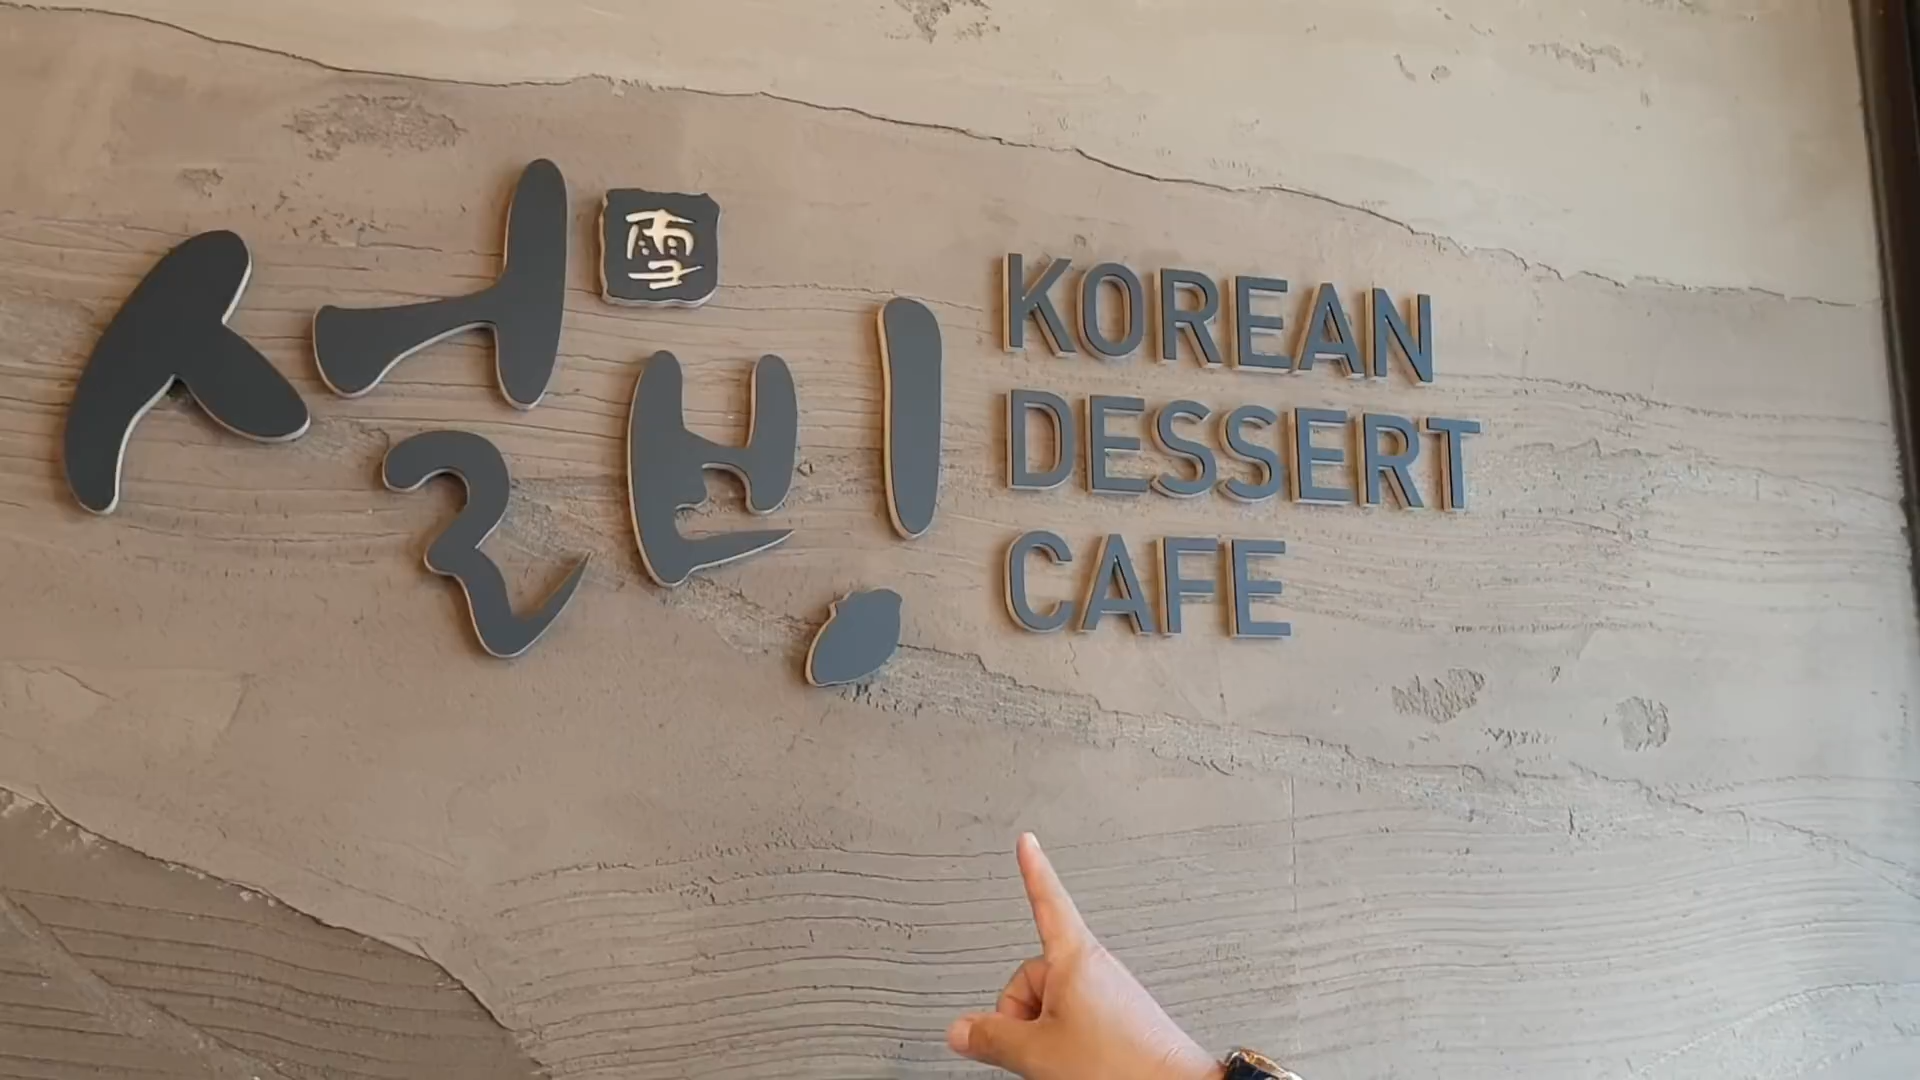 설빙
雪
KOREAN
DESSERT
CAFE